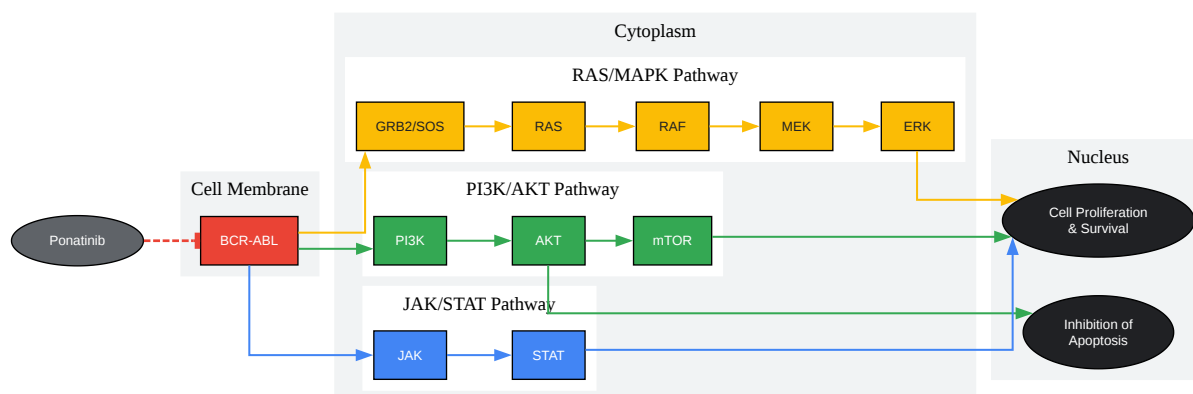 Cytoplasm
RAS/MAPK Pathway
GRB2/SOS
RAS
RAF
MEK
ERK
Nucleus
Cell Membrane
PI3K/AKT Pathway
Cell Proliferation
& Survival
Ponatinib
BCR-ABL
PI3K
AKT
mTOR
JAK/STAT Pathway
Inhibition of
Apoptosis
JAK
STAT